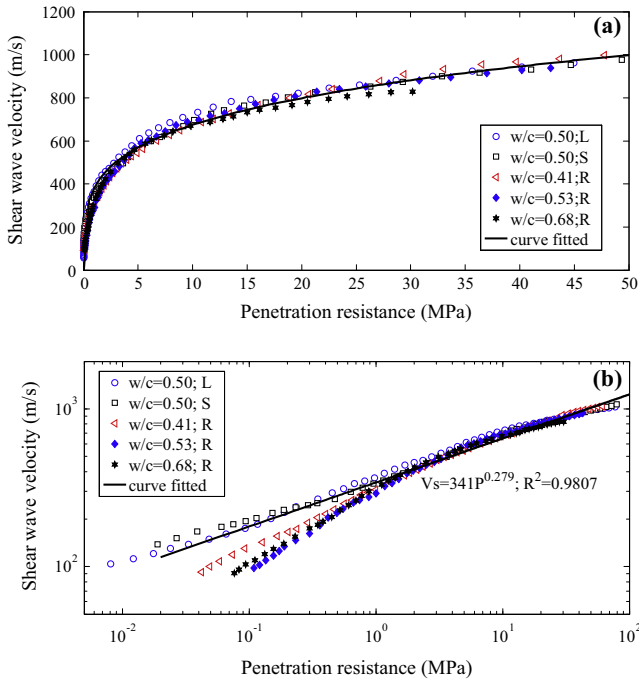 (a)
1200
1000
800
600
400
200
0
Shear wave velocity (m/s)
w/c=0.50;L
w/c=0.50;S
w/c=0.41;R
w/c=0.53;R
w/c=0.68;R
curve fitted
0 5 10 15 20 25 30 35 40 45 50
Penetration resistance (MPa)
(b)
w/c=0.50; L
w/c=0.50; S
w/c=0.41; R
w/c=0.53; R
w/c=0.68; R
curve fitted
10³
10²
Shear wave velocity (m/s)
Vs=341P^0.279; R²=0.9807
10⁻² 10⁻¹ 10⁰ 10¹ 10²
Penetration resistance (MPa)